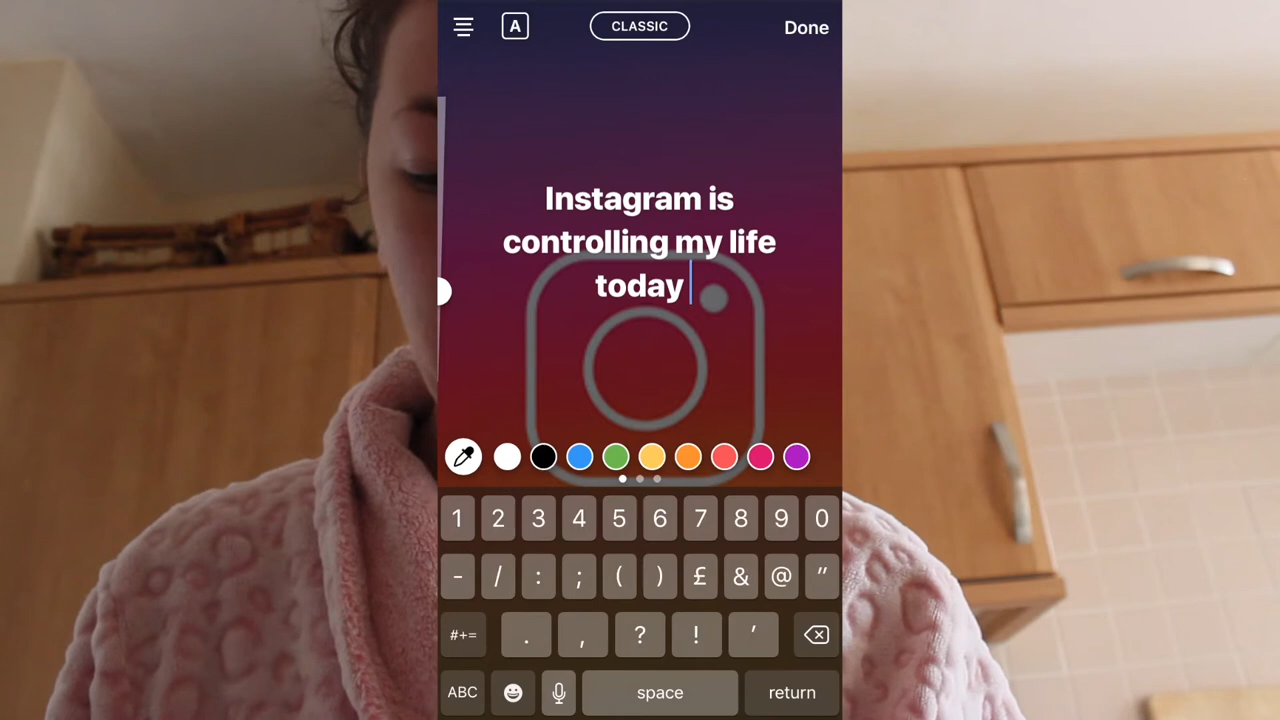 A CLASSIC Done
Instagram is
controlling my life
today
1 2 3 4 5 6 7 8 9 0
- / : ; ( ) £ & @ ”
#+= . , ? ! ’
ABC space return